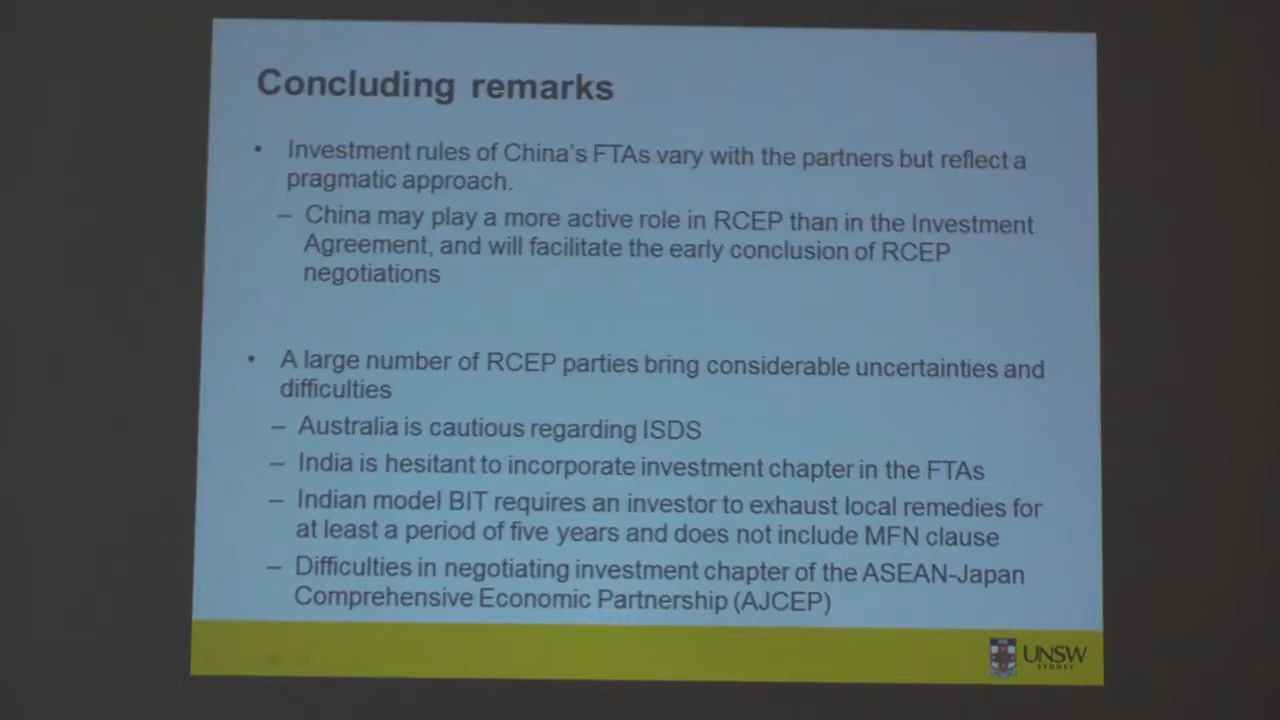 Concluding remarks
• Investment rules of China's FTAs vary with the partners but reflect a
pragmatic approach.
– China may play a more active role in RCEP than in the Investment
Agreement, and will facilitate the early conclusion of RCEP
negotiations
• A large number of RCEP parties bring considerable uncertainties and
difficulties
– Australia is cautious regarding ISDS
– India is hesitant to incorporate investment chapter in the FTAs
– Indian model BIT requires an investor to exhaust local remedies for
at least a period of five years and does not include MFN clause
– Difficulties in negotiating investment chapter of the ASEAN-Japan
Comprehensive Economic Partnership (AJCEP)
UNSW
SYDNEY